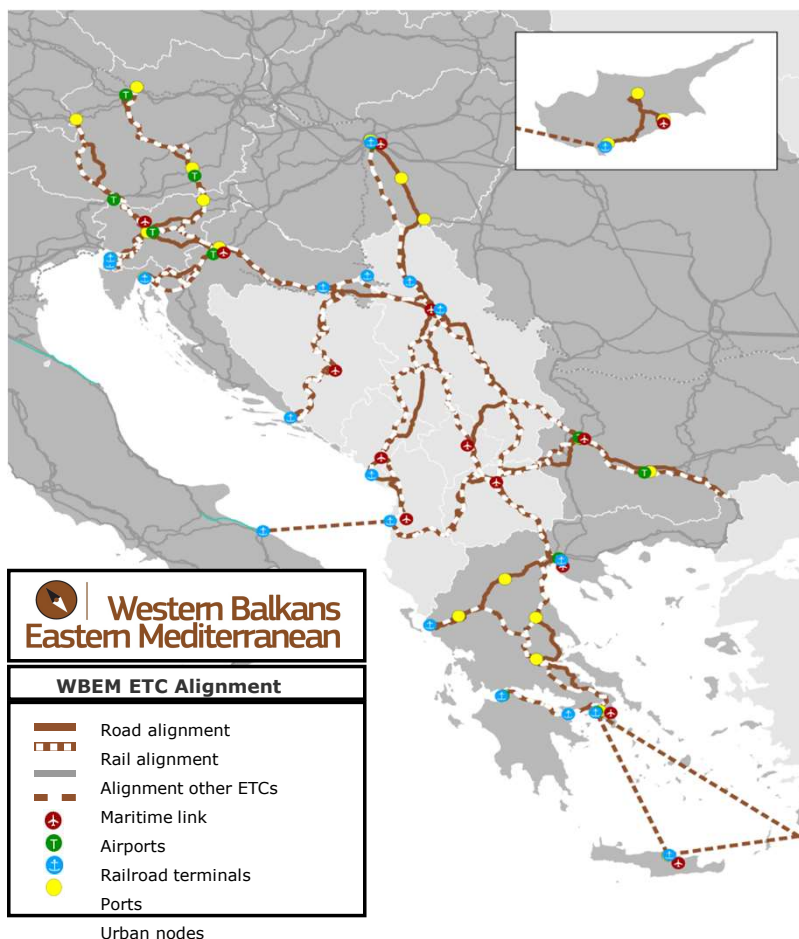 Western Balkans
Eastern Mediterranean
WBEM ETC Alignment
Road alignment
Rail alignment
Alignment other ETCs
Maritime link
Airports
Railroad terminals
Ports
Urban nodes